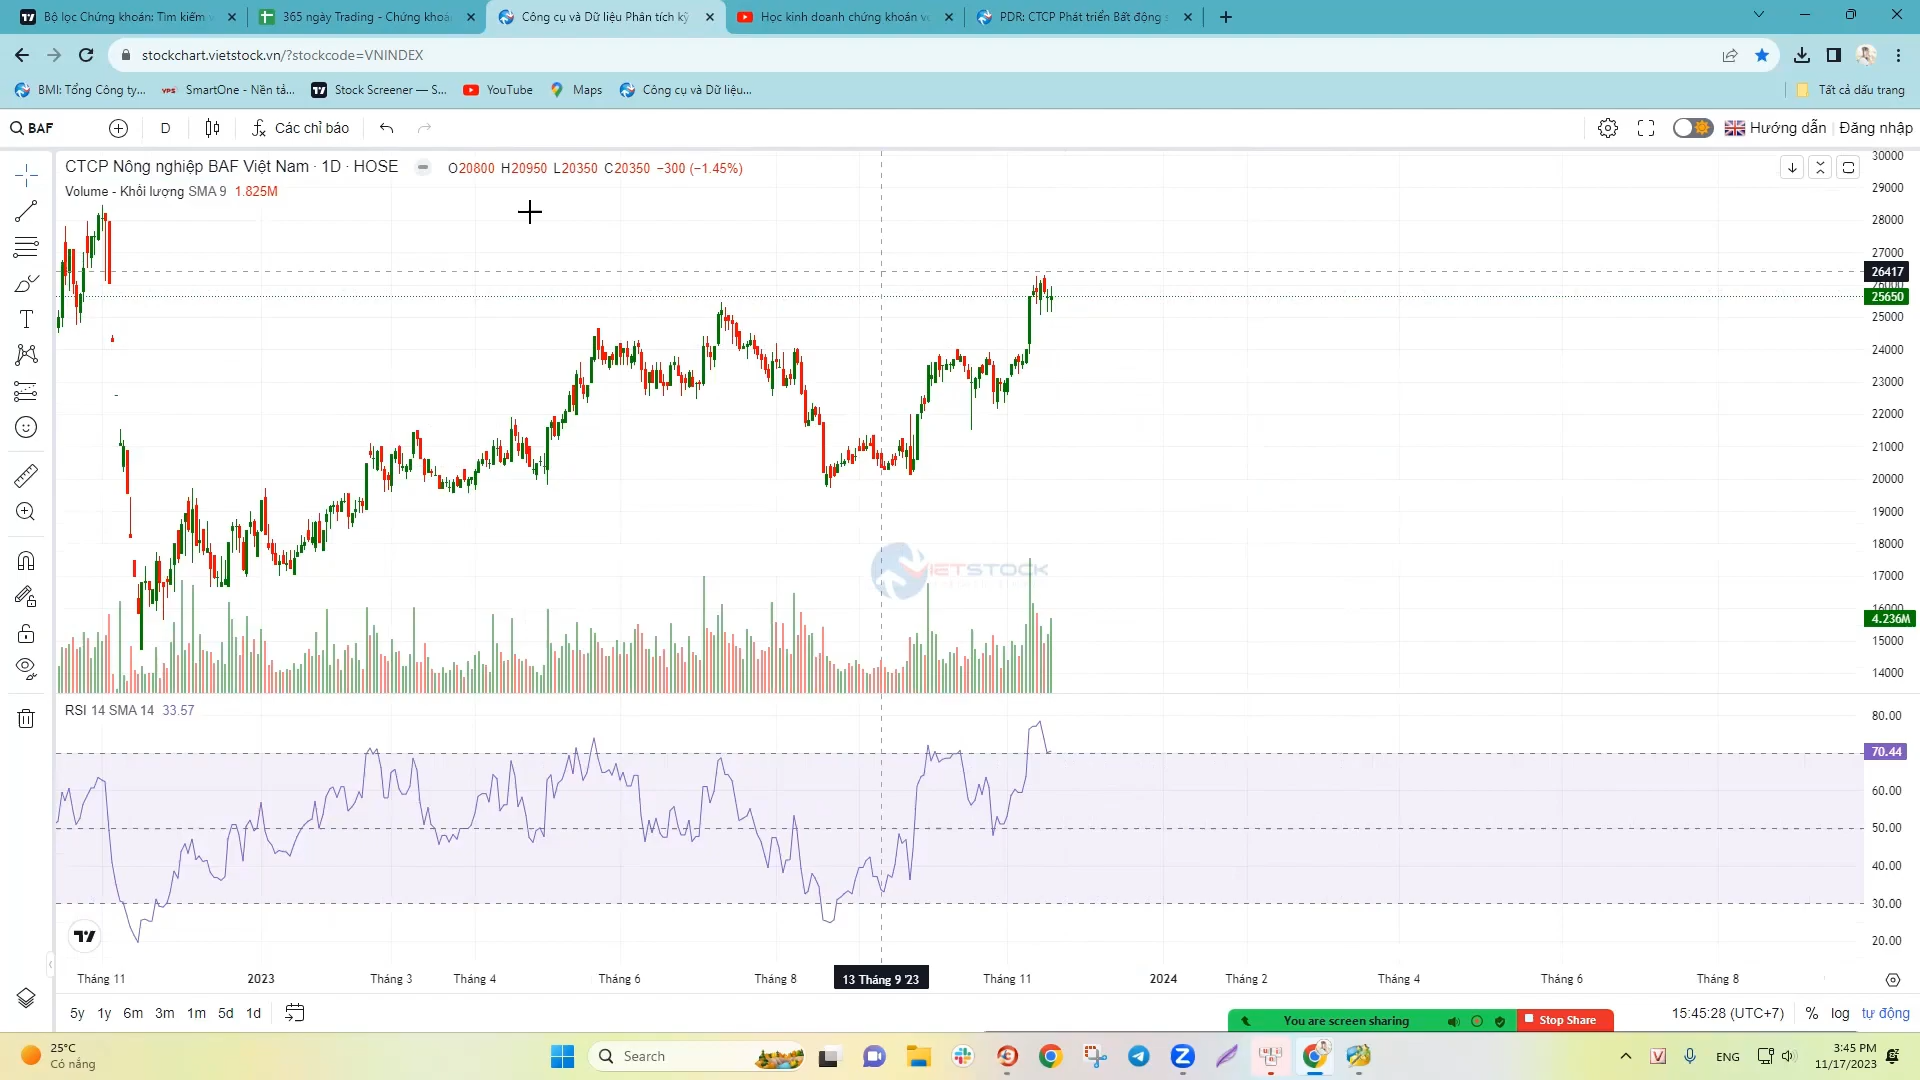 Bộ lọc Chứng khoán: Tìm kiếm v
365 ngày Trading - Chứng khoá
Công cụ và Dữ liệu Phân tích kỹ
Học kinh doanh chứng khoán v
PDR: CTCP Phát triển Bất động s
stockchart.vietstock.vn/?stockcode=VNINDEX
BMI: Tổng Công ty...
VPS SmartOne - Nền tả...
Stock Screener — S...
YouTube
Maps
Công cụ và Dữ liệu...
Tất cả dấu trang
BAF
D
Các chỉ báo
Hướng dẫn
Đăng nhập
CTCP Nông nghiệp BAF Việt Nam · 1D · HOSE
O20800 H20950 L20350 C20350 −300 (−1.45%)
Volume - Khối lượng SMA 9 1.825M
30000
29000
28000
27000
26417
26000
25650
25000
24000
23000
22000
21000
20000
19000
18000
17000
16000
4.236M
15000
14000
VIETSTOCK
RSI 14 SMA 14 33.57
80.00
70.44
60.00
50.00
40.00
30.00
20.00
Tháng 11
2023
Tháng 3
Tháng 4
Tháng 6
Tháng 8
13 Tháng 9 '23
Tháng 11
2024
Tháng 2
Tháng 4
Tháng 6
Tháng 8
5y 1y 6m 3m 1m 5d 1d
You are screen sharing
Stop Share
15:45:28 (UTC+7)
% log tự động
25°C
Có nắng
Search
ENG
3:45 PM
11/17/2023